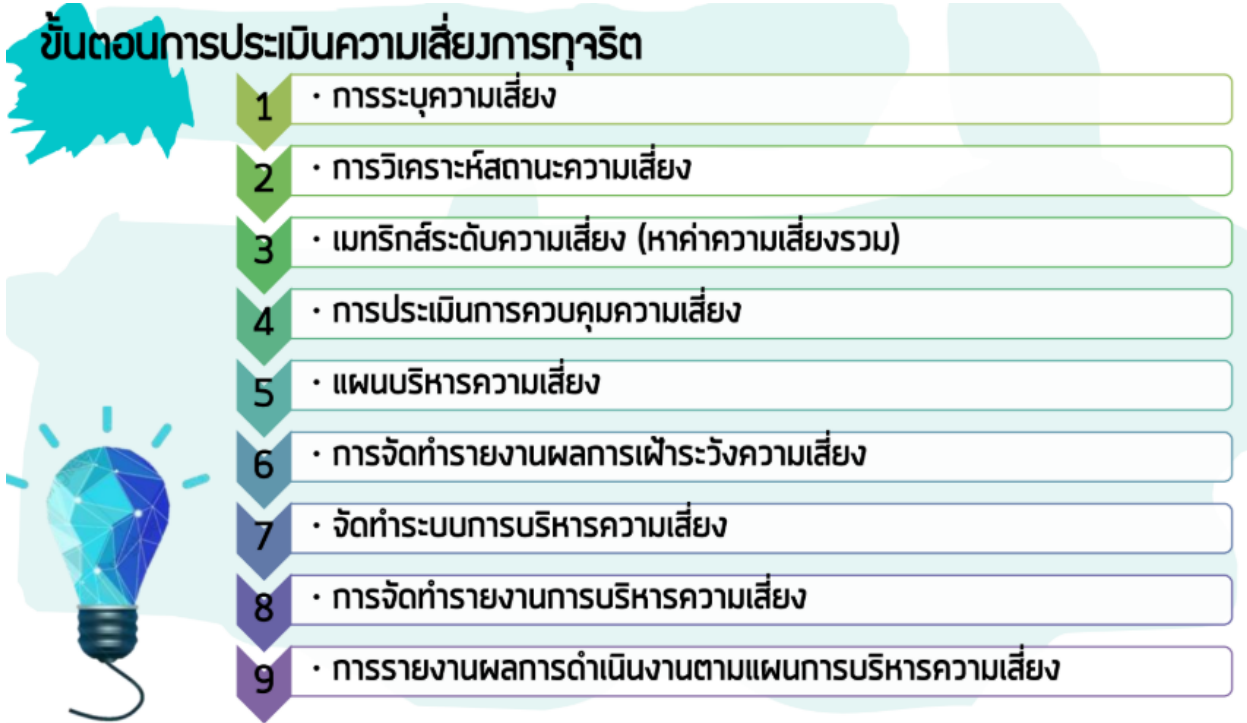 ขั้นตอนการประเมินความเสี่ยงการทุจริต
1 · การระบุความเสี่ยง
2 · การวิเคราะห์สถานะความเสี่ยง
3 · เมทริกส์ระดับความเสี่ยง (หาค่าความเสี่ยงรวม)
4 · การประเมินการควบคุมความเสี่ยง
5 · แผนบริหารความเสี่ยง
6 · การจัดทำรายงานผลการเฝ้าระวังความเสี่ยง
7 · จัดทำระบบการบริหารความเสี่ยง
8 · การจัดทำรายงานการบริหารความเสี่ยง
9 · การรายงานผลการดำเนินงานตามแผนการบริหารความเสี่ยง